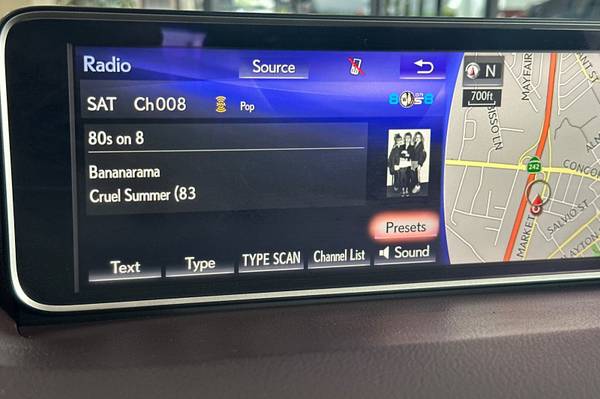 Radio
Source
SAT Ch008 Pop
80s on 8
Bananarama
Cruel Summer (83
Presets
Text Type TYPE SCAN Channel List Sound
N
700ft
MAYFAIR
242
MARKET
SALVIO ST